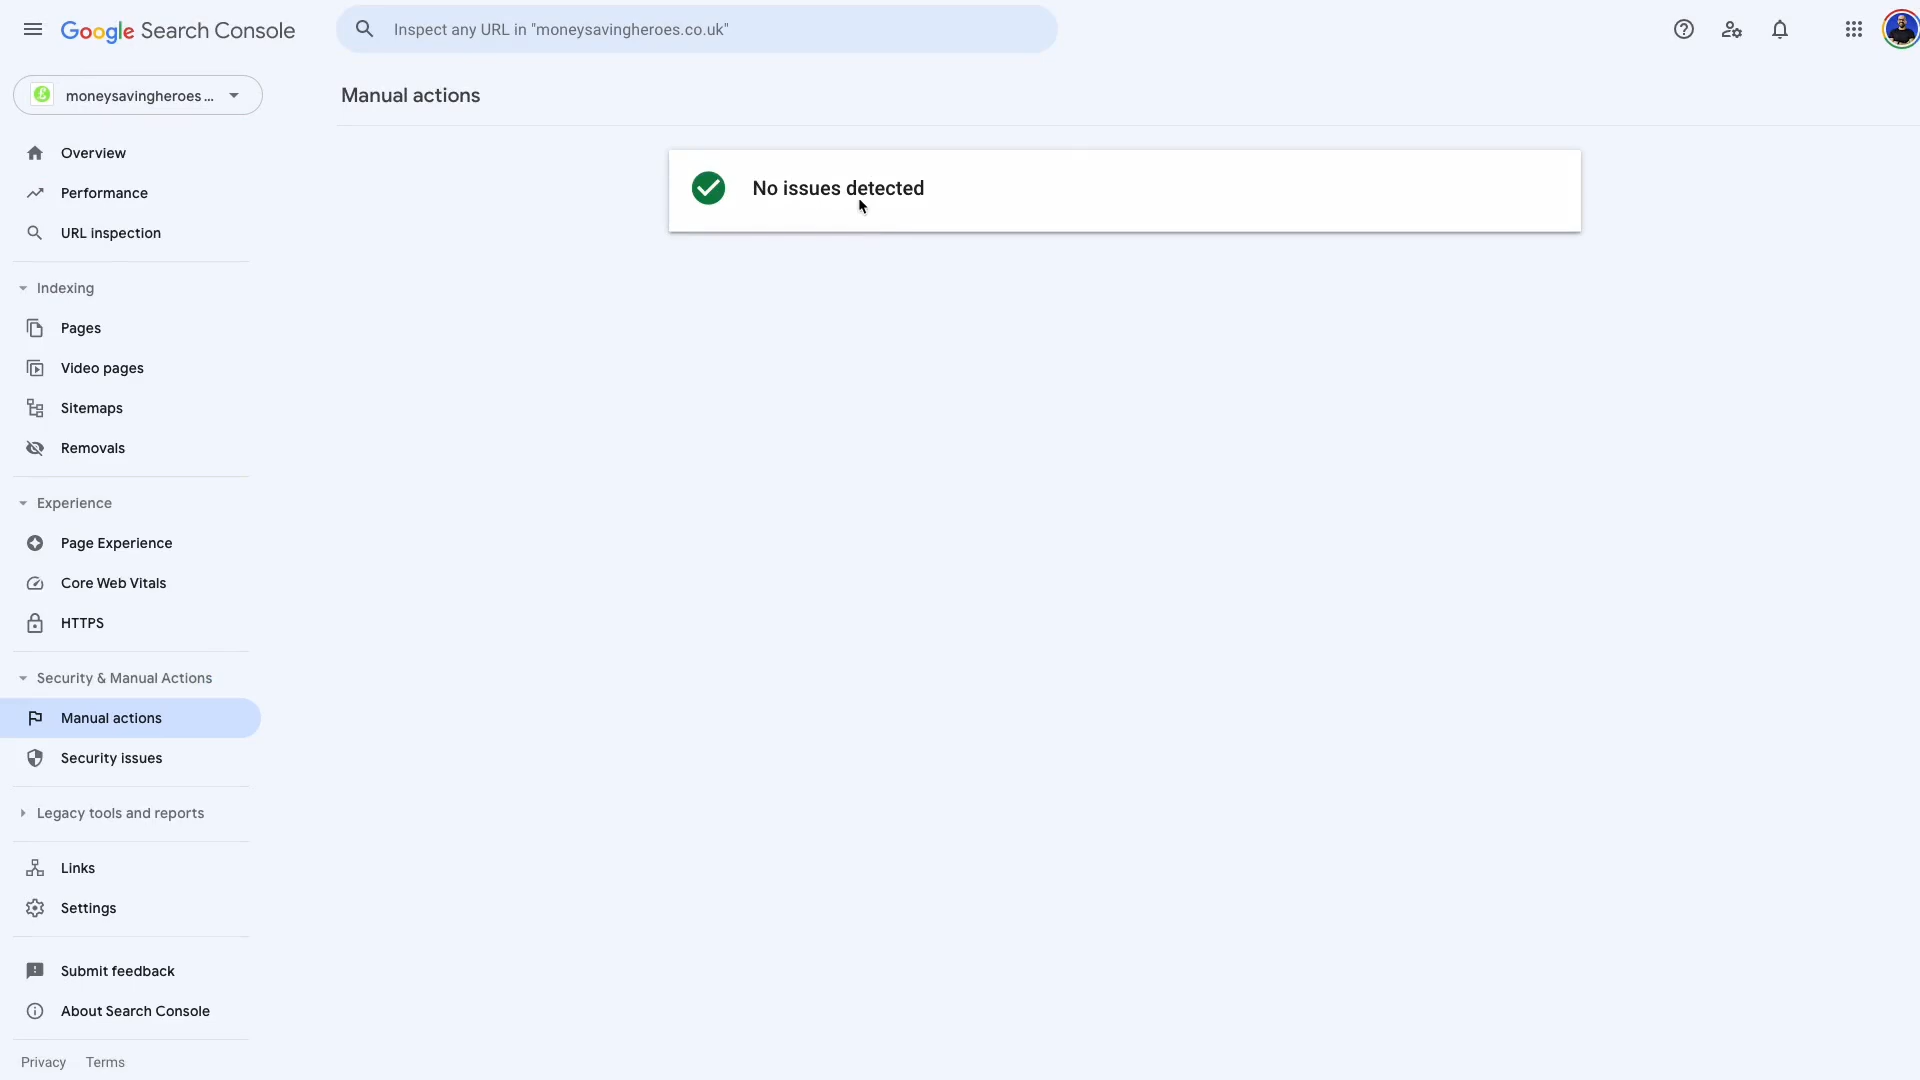 Google Search Console
Inspect any URL in "moneysavingheroes.co.uk"
moneysavingheroes ...
Manual actions
No issues detected
Overview
Performance
URL inspection
Indexing
Pages
Video pages
Sitemaps
Removals
Experience
Page Experience
Core Web Vitals
HTTPS
Security & Manual Actions
Manual actions
Security issues
Legacy tools and reports
Links
Settings
Submit feedback
About Search Console
Privacy Terms